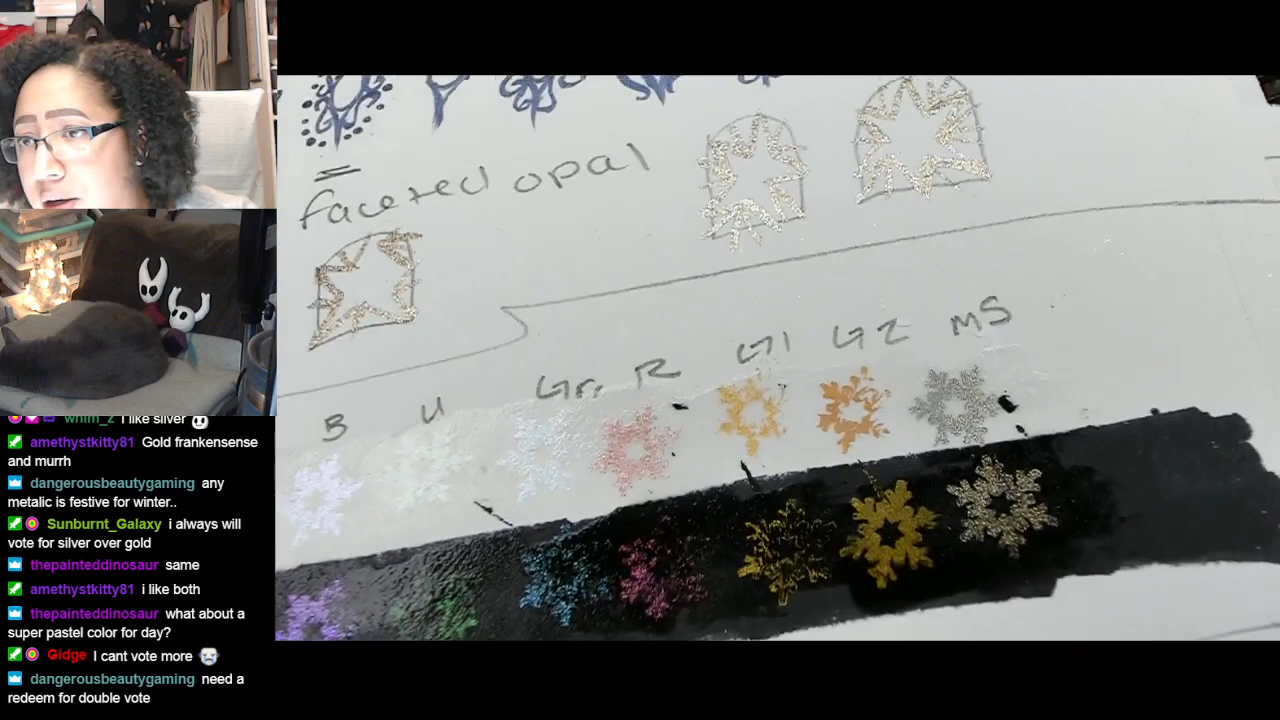 whim_z i like silver
amethystkitty81 Gold frankensense
and murrh
dangerousbeautygaming any
metalic is festive for winter..
Sunburnt_Galaxy i always will
vote for silver over gold
thepainteddinosaur same
amethystkitty81 i like both
thepainteddinosaur what about a
super pastel color for day?
Gidge I cant vote more
dangerousbeautygaming need a
redeem for double vote
faceted opal
B U Gr. R G1 G2 MS